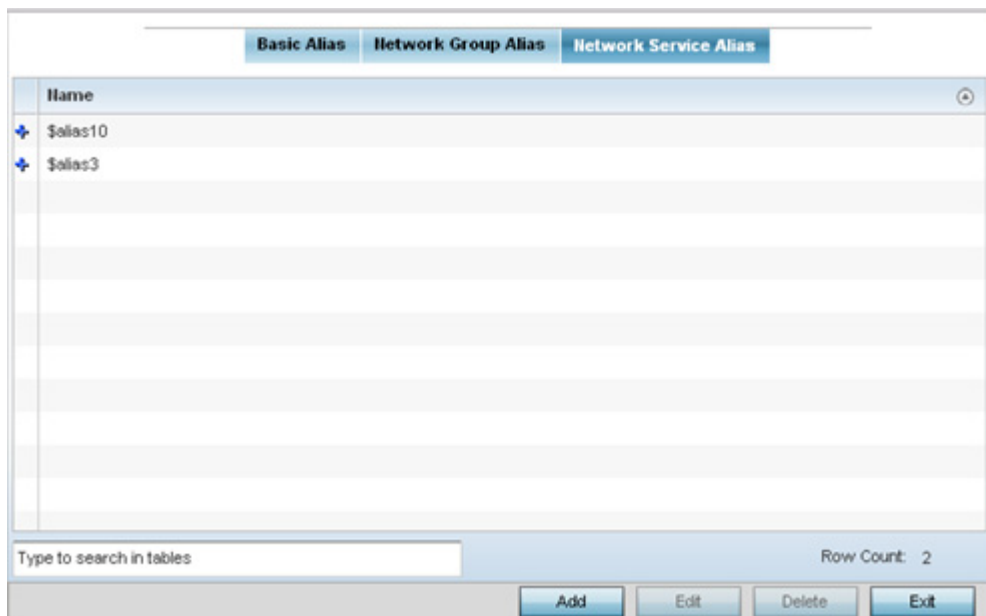 Basic Alias Network Group Alias Network Service Alias
Name
$alias10
$alias3
Type to search in tables Row Count: 2
Add Edit Delete Exit